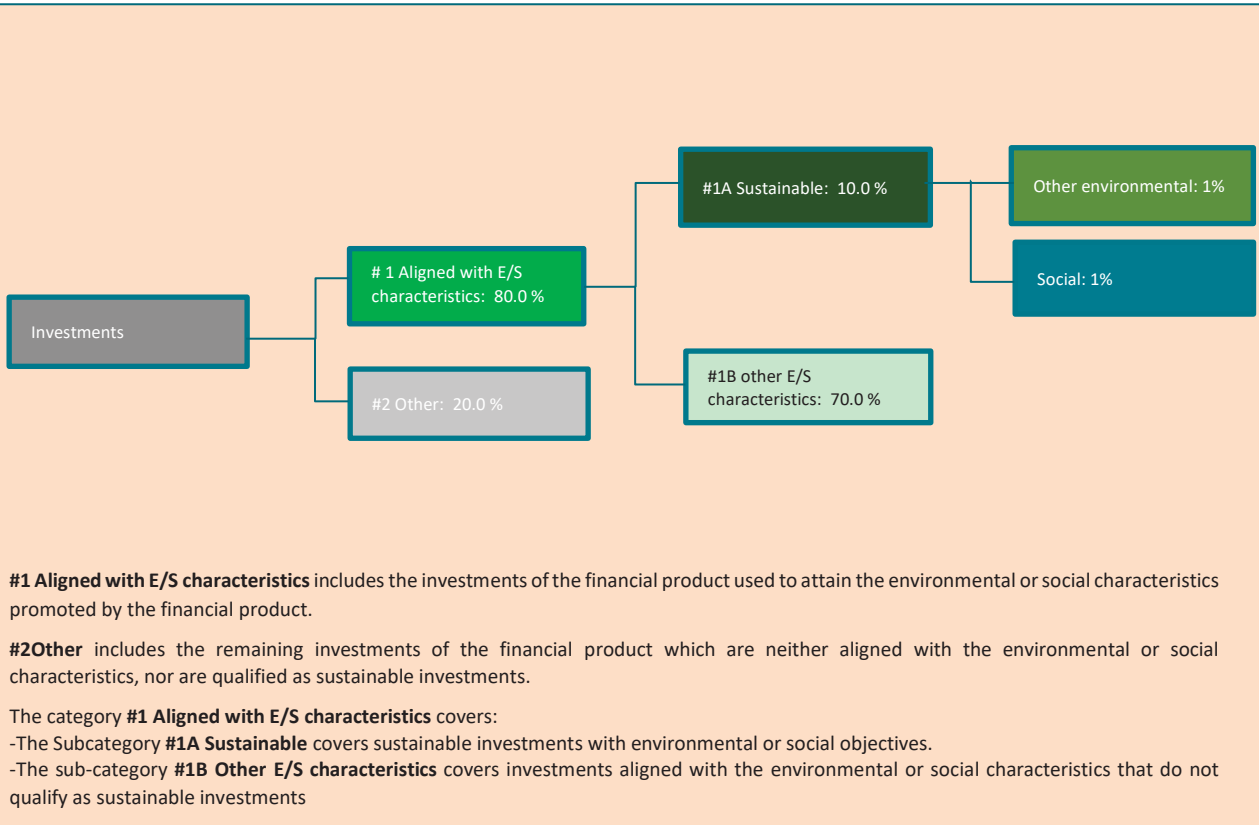 #1A Sustainable: 10.0 %
Other environmental: 1%
# 1 Aligned with E/S
characteristics: 80.0 %
Social: 1%
Investments
#1B other E/S
characteristics: 70.0 %
#2 Other: 20.0 %
#1 Aligned with E/S characteristics includes the investments of the financial product used to attain the environmental or social characteristics
promoted by the financial product.
#2Other includes the remaining investments of the financial product which are neither aligned with the environmental or social
characteristics, nor are qualified as sustainable investments.
The category #1 Aligned with E/S characteristics covers:
-The Subcategory #1A Sustainable covers sustainable investments with environmental or social objectives.
-The sub-category #1B Other E/S characteristics covers investments aligned with the environmental or social characteristics that do not
qualify as sustainable investments